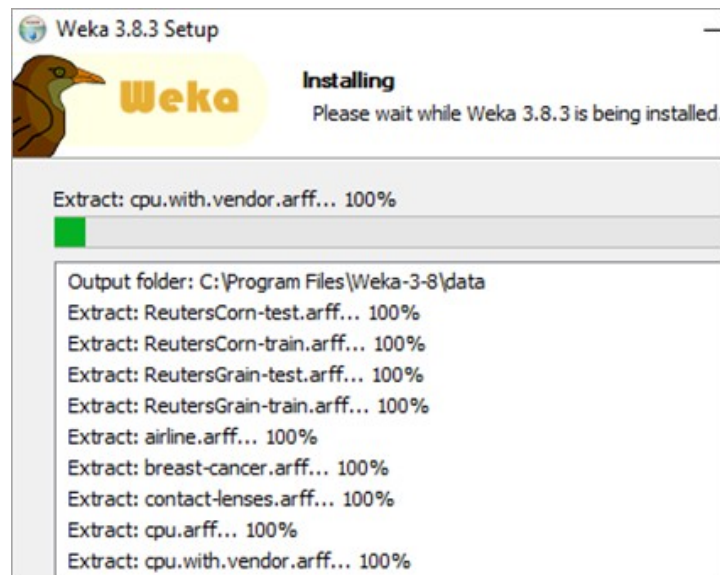 Weka 3.8.3 Setup
Weka
Installing
Please wait while Weka 3.8.3 is being installed.
Extract: cpu.with.vendor.arff... 100%
Output folder: C:\Program Files\Weka-3-8\data
Extract: ReutersCorn-test.arff... 100%
Extract: ReutersCorn-train.arff... 100%
Extract: ReutersGrain-test.arff... 100%
Extract: ReutersGrain-train.arff... 100%
Extract: airline.arff... 100%
Extract: breast-cancer.arff... 100%
Extract: contact-lenses.arff... 100%
Extract: cpu.arff... 100%
Extract: cpu.with.vendor.arff... 100%